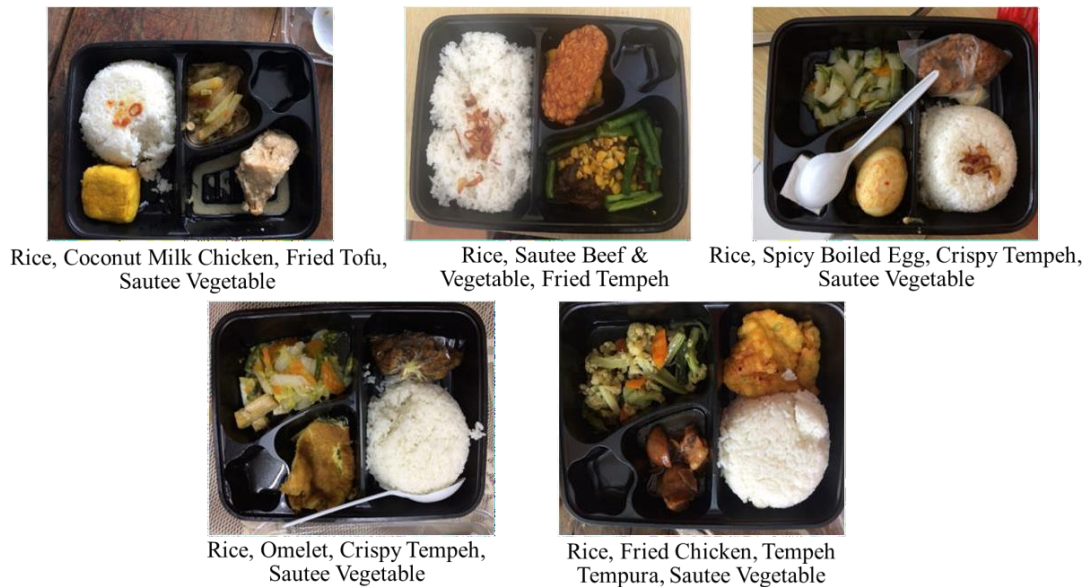 Rice, Coconut Milk Chicken, Fried Tofu,
Sautee Vegetable
Rice, Sautee Beef &
Vegetable, Fried Tempeh
Rice, Spicy Boiled Egg, Crispy Tempeh,
Sautee Vegetable
Rice, Omelet, Crispy Tempeh,
Sautee Vegetable
Rice, Fried Chicken, Tempeh
Tempura, Sautee Vegetable